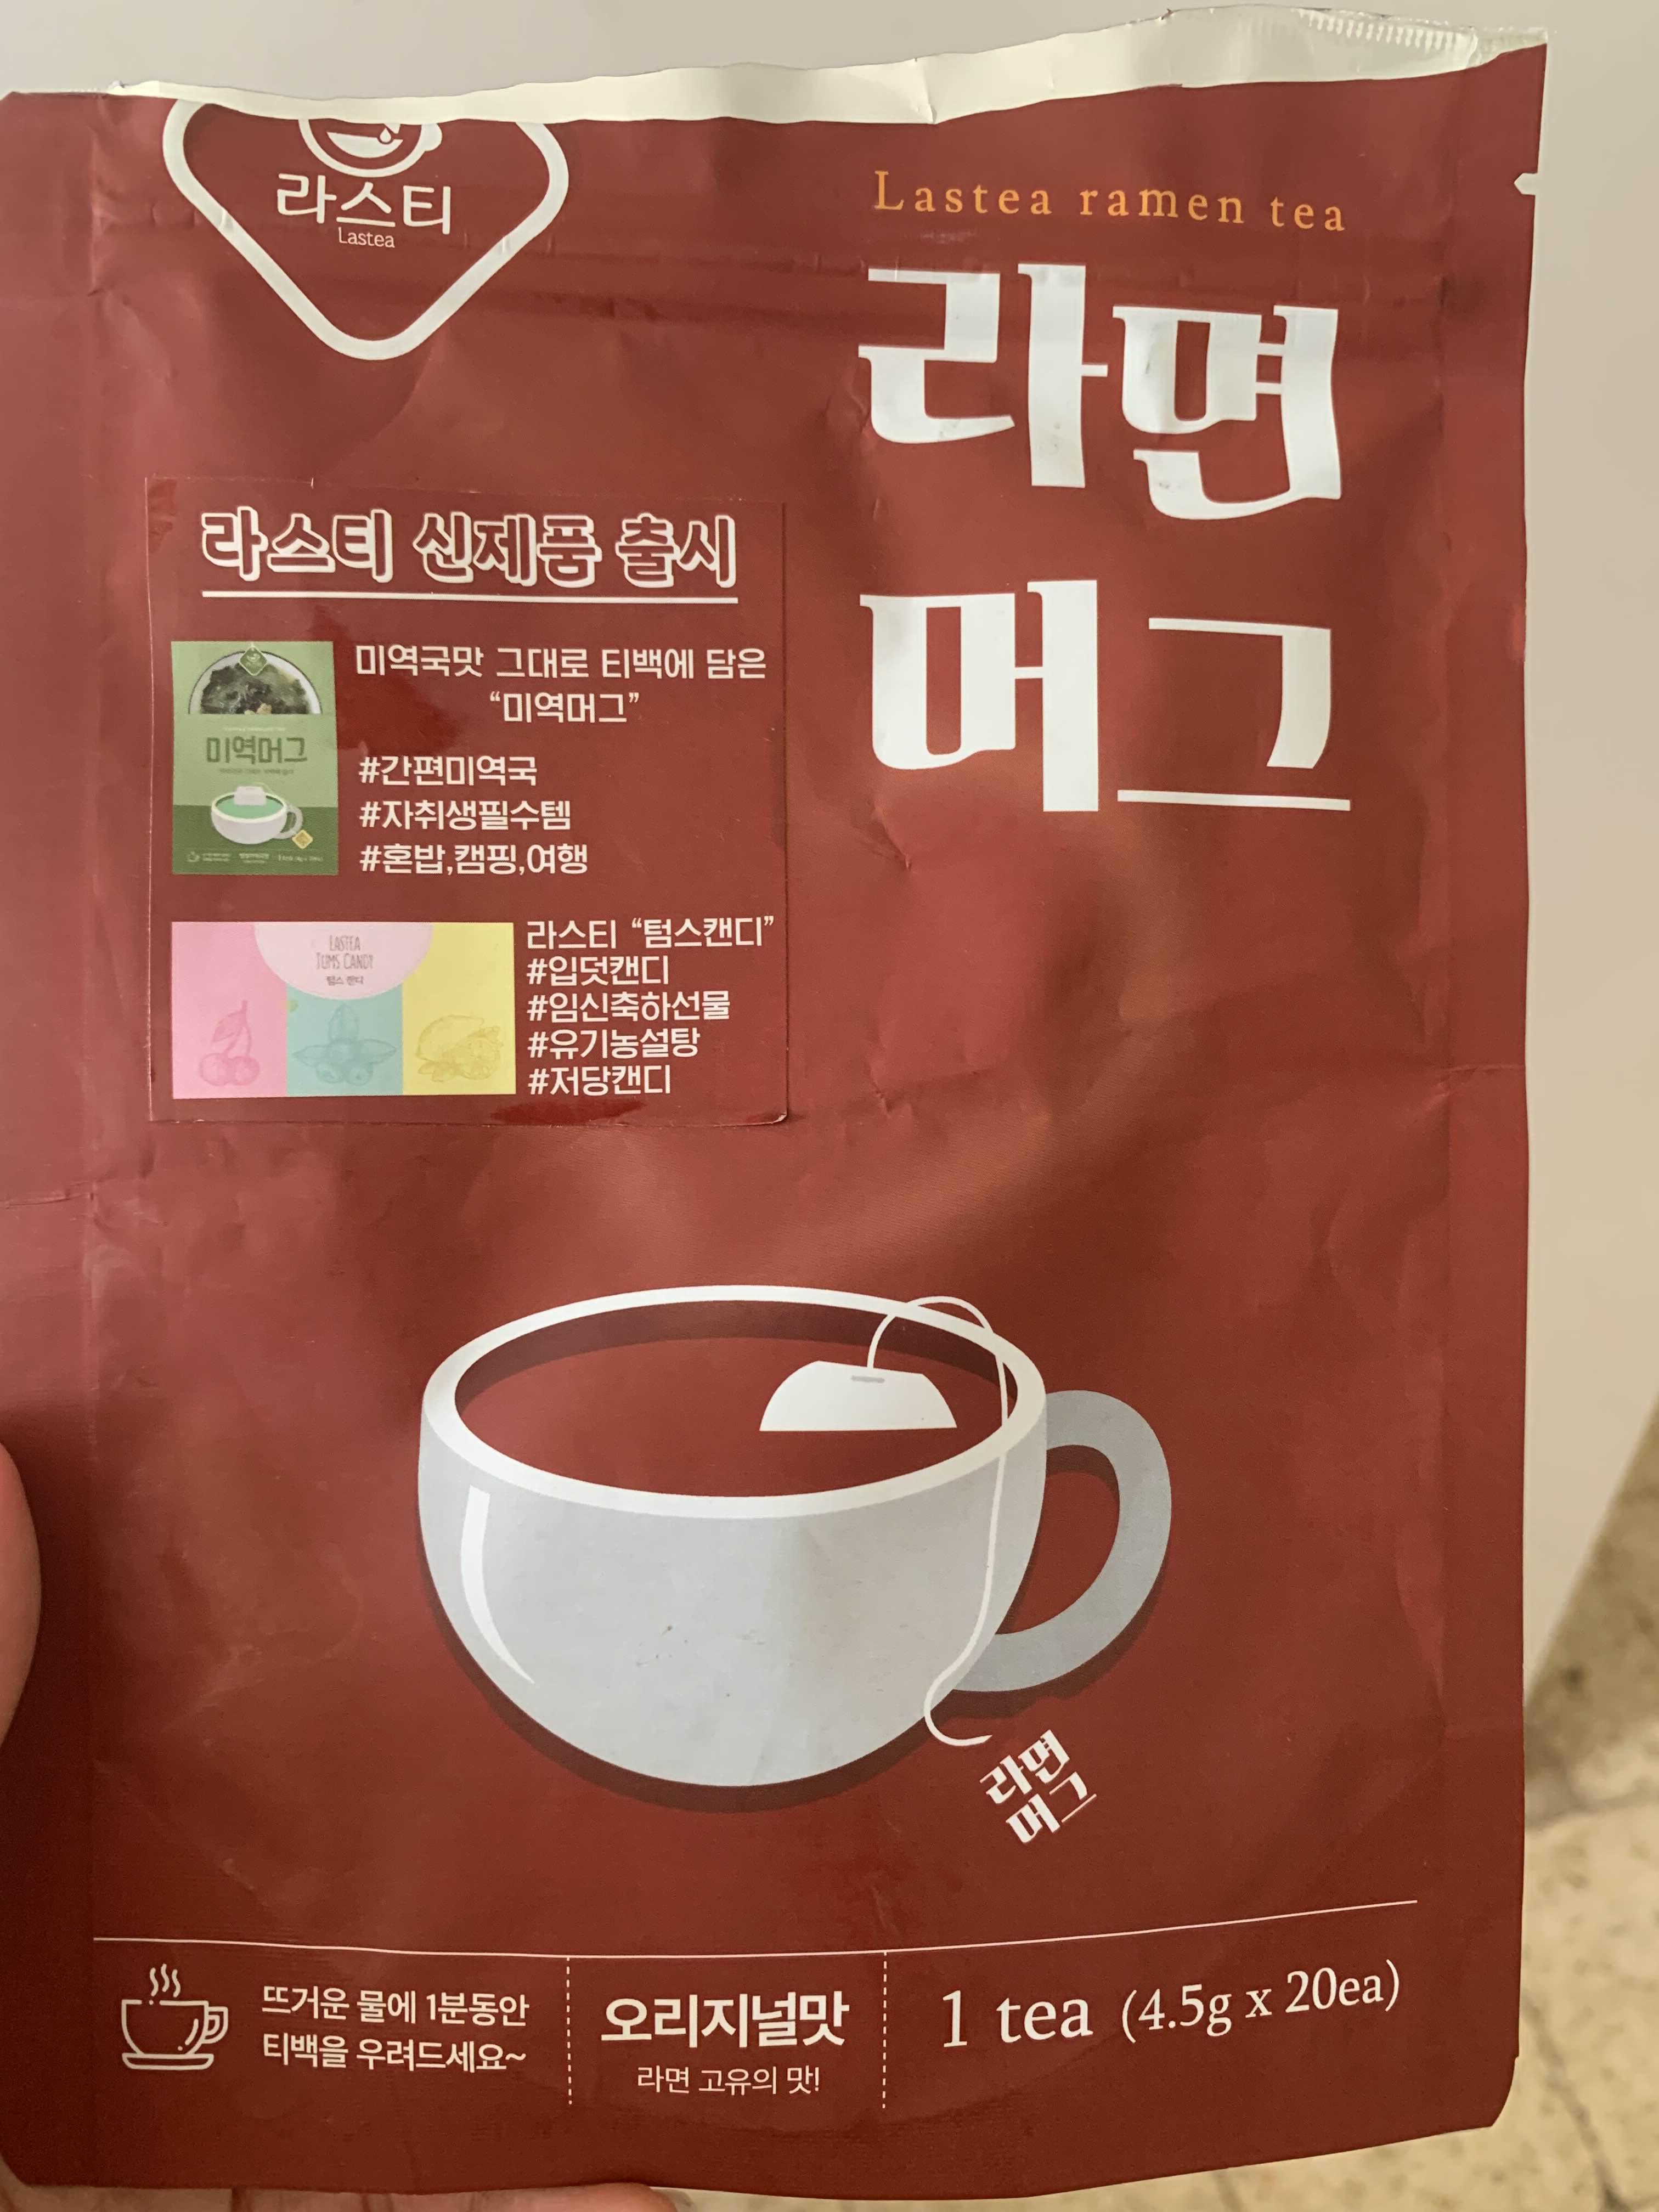 라스티
Lastea
Lastea ramen tea
라면
머그
라스티 신제품 출시
미역국맛 그대로 티백에 담은
“미역머그”
미역머그
#간편미역국
#자취생필수템
#혼밥,캠핑,여행
LASTEA
TUMS CANDY
텀스 캔디
라스티 “텀스캔디”
#입덧캔디
#임신축하선물
#유기농설탕
#저당캔디
라면
머그
뜨거운 물에 1분동안
티백을 우려드세요~
오리지널맛
라면 고유의 맛!
1 tea (4.5g x 20ea)